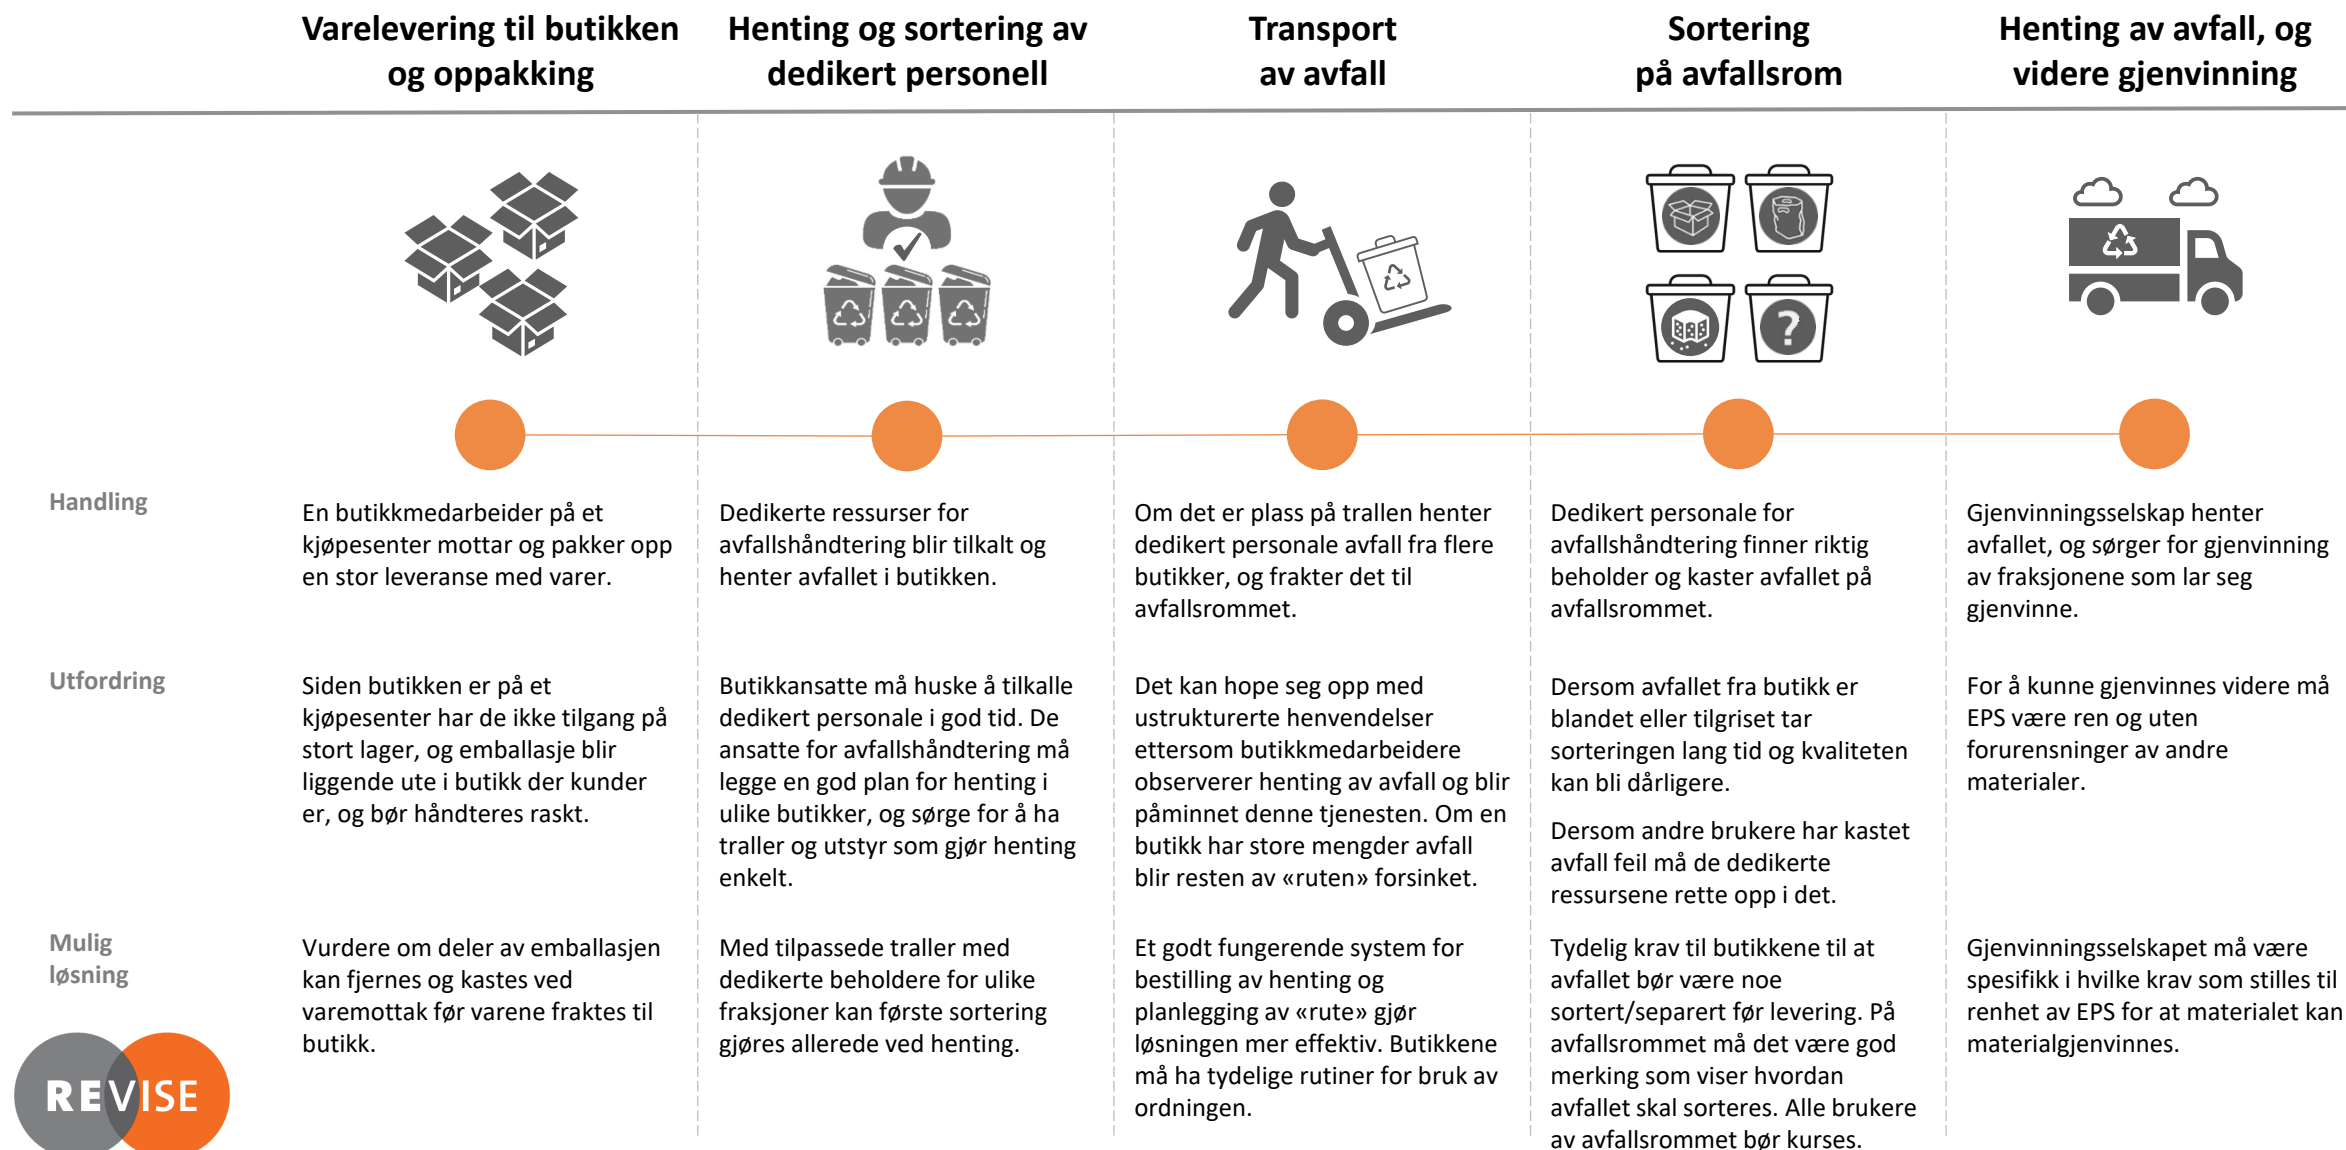 Varelevering til butikken
og oppakking
Henting og sortering av
dedikert personell
Transport
av avfall
Sortering
på avfallsrom
Henting av avfall, og
videre gjenvinning
?
Handling
En butikkmedarbeider på et
kjøpesenter mottar og pakker opp
en stor leveranse med varer.
Dedikerte ressurser for
avfallshåndtering blir tilkalt og
henter avfallet i butikken.
Om det er plass på trallen henter
dedikert personale avfall fra flere
butikker, og frakter det til
avfallsrommet.
Dedikert personale for
avfallshåndtering finner riktig
beholder og kaster avfallet på
avfallsrommet.
Gjenvinningsselskap henter
avfallet, og sørger for gjenvinning
av fraksjonene som lar seg
gjenvinne.
Utfordring
Siden butikken er på et
kjøpesenter har de ikke tilgang på
stort lager, og emballasje blir
liggende ute i butikk der kunder
er, og bør håndteres raskt.
Butikkansatte må huske å tilkalle
dedikert personale i god tid. De
ansatte for avfallshåndtering må
legge en god plan for henting i
ulike butikker, og sørge for å ha
traller og utstyr som gjør henting
enkelt.
Det kan hope seg opp med
ustrukturerte henvendelser
ettersom butikkmedarbeidere
observerer henting av avfall og blir
påminnet denne tjenesten. Om en
butikk har store mengder avfall
blir resten av «ruten» forsinket.
Dersom avfallet fra butikk er
blandet eller tilgriset tar
sorteringen lang tid og kvaliteten
kan bli dårligere.
Dersom andre brukere har kastet
avfall feil må de dedikerte
ressursene rette opp i det.
For å kunne gjenvinnes videre må
EPS være ren og uten
forurensninger av andre
materialer.
Mulig
løsning
Vurdere om deler av emballasjen
kan fjernes og kastes ved
varemottak før varene fraktes til
butikk.
Med tilpassede traller med
dedikerte beholdere for ulike
fraksjoner kan første sortering
gjøres allerede ved henting.
Et godt fungerende system for
bestilling av henting og
planlegging av «rute» gjør
løsningen mer effektiv. Butikkene
må ha tydelige rutiner for bruk av
ordningen.
Tydelig krav til butikkene til at
avfallet bør være noe
sortert/separert før levering. På
avfallsrommet må det være god
merking som viser hvordan
avfallet skal sorteres. Alle brukere
av avfallsrommet bør kurses.
Gjenvinningsselskapet må være
spesifikk i hvilke krav som stilles til
renhet av EPS for at materialet kan
materialgjenvinnes.
REVISE